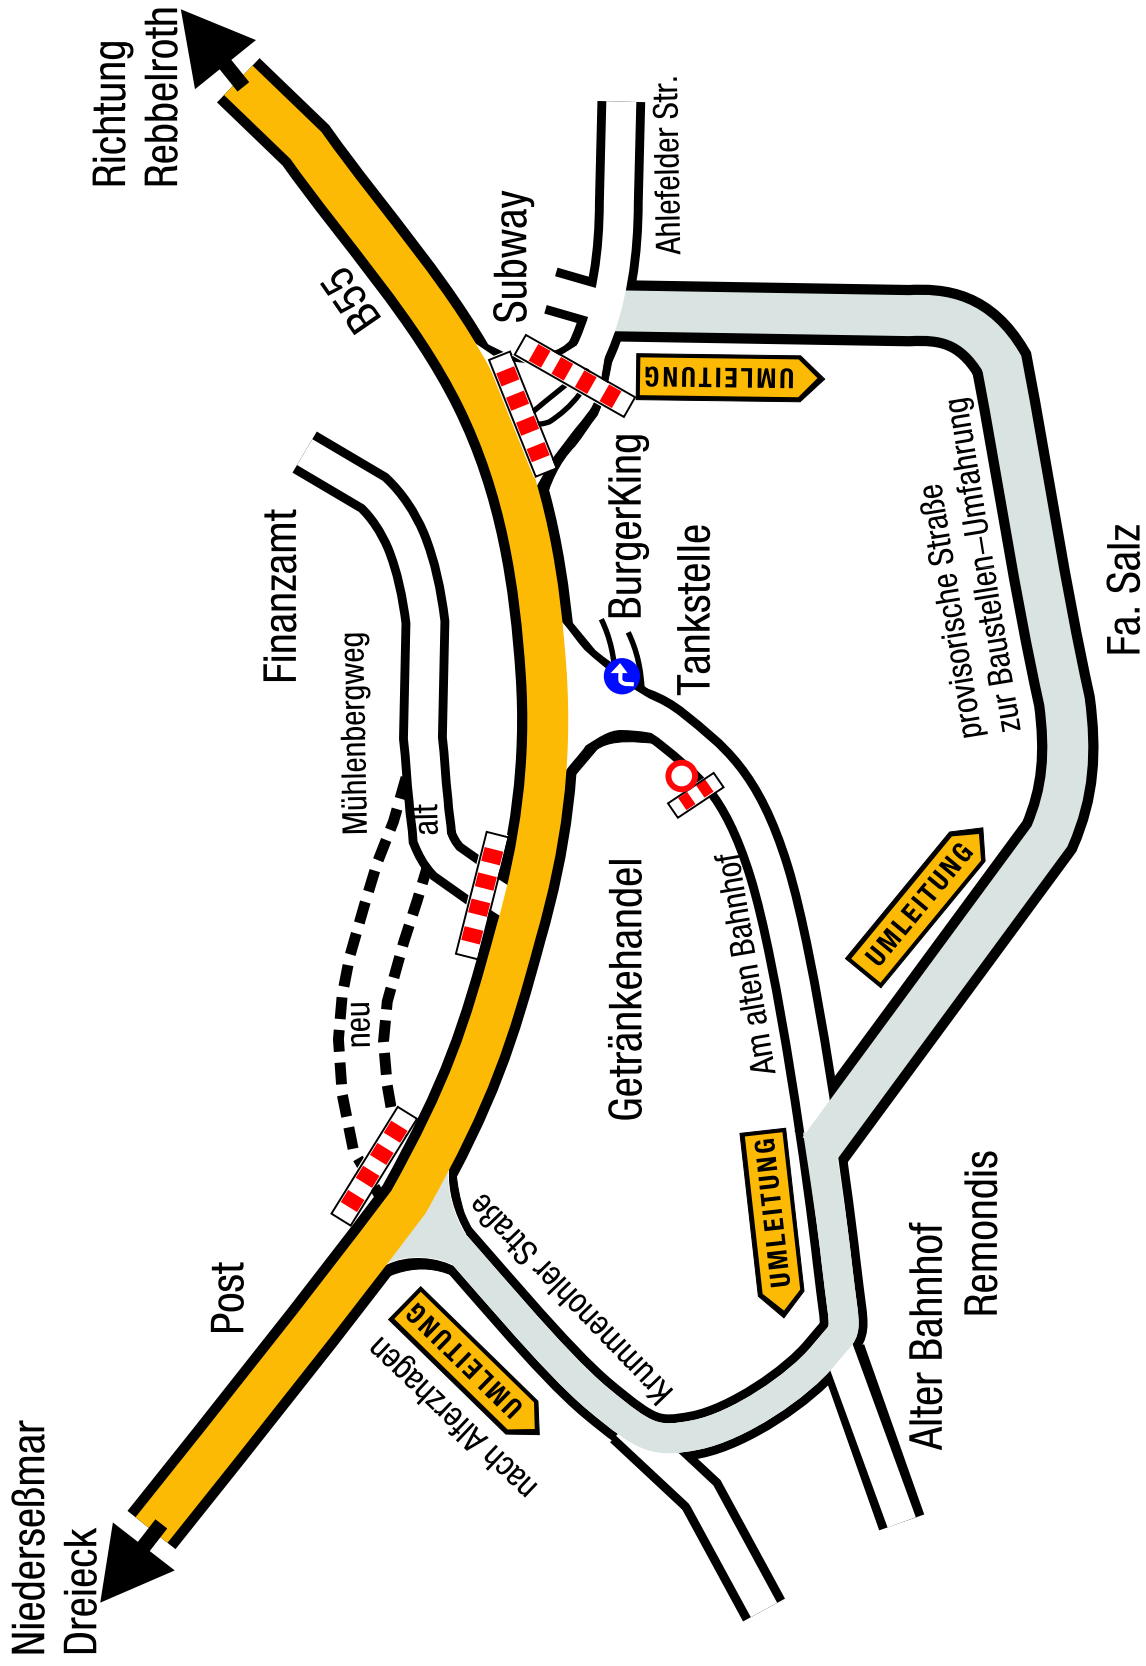 Niederseßmar
Dreieck
Post
nach Alferzhagen
UMLEITUNG
Krummenohler Straße
neu
alt
Mühlenbergweg
Finanzamt
B55
Richtung
Rebbelroth
Subway
Ahlefelder Str.
UMLEITUNG
BurgerKing
Tankstelle
Getränkehandel
Am alten Bahnhof
UMLEITUNG
Alter Bahnhof
Remondis
UMLEITUNG
provisorische Straße
zur Baustellen–Umfahrung
Fa. Salz